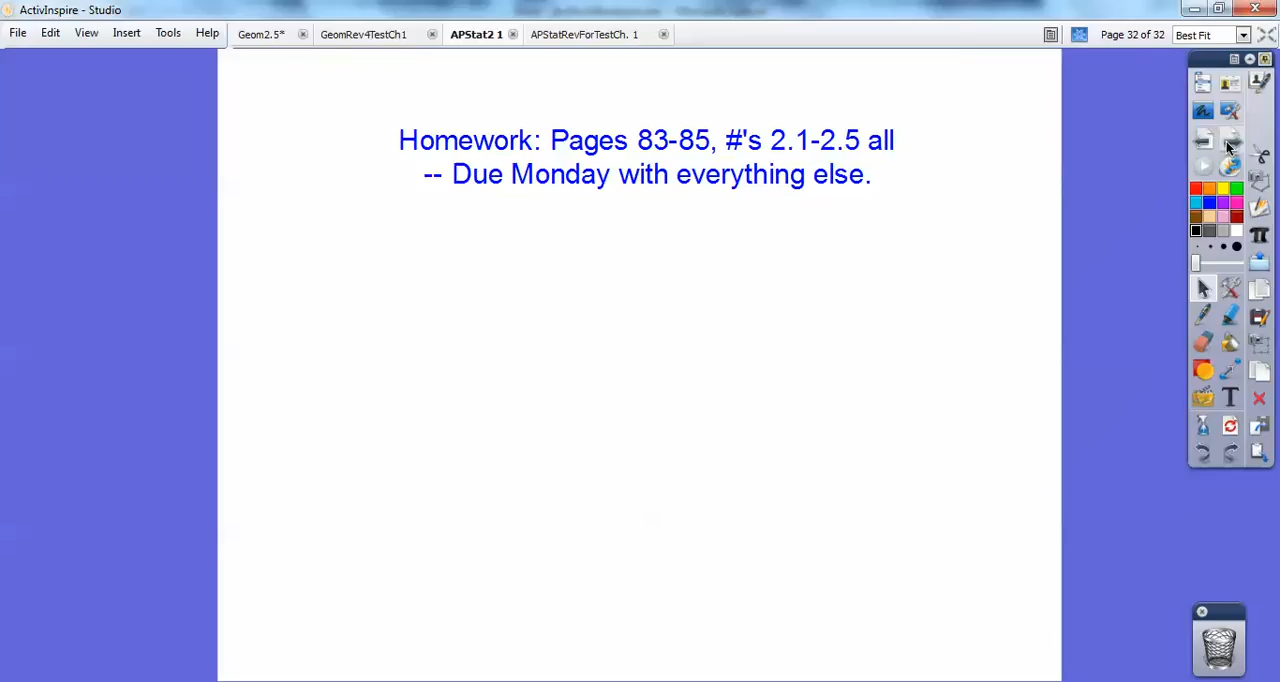 ActivInspire - Studio
File Edit View Insert Tools Help
Geom2.5* GeomRev4TestCh1 APStat2 1 APStatRevForTestCh. 1
Page 32 of 32 Best Fit
Homework: Pages 83-85, #'s 2.1-2.5 all
-- Due Monday with everything else.